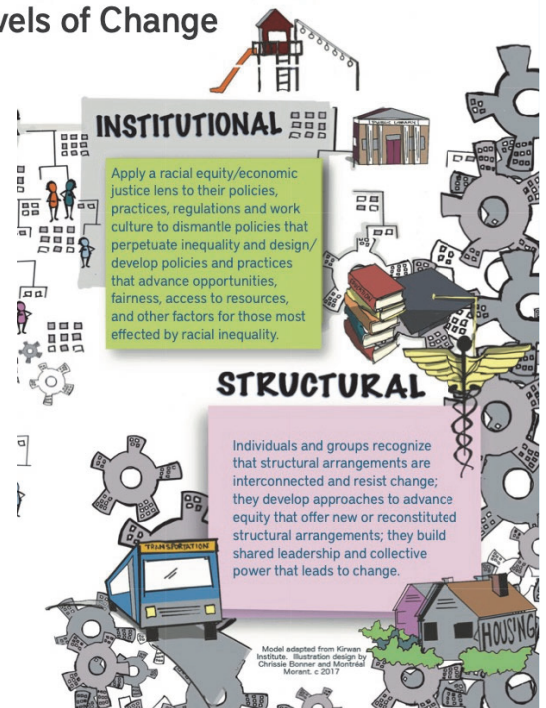 vels of Change
INSTITUTIONAL
PUBLIC LIBRARY
Apply a racial equity/economic
justice lens to their policies,
practices, regulations and work
culture to dismantle policies that
perpetuate inequality and design/
develop policies and practices
that advance opportunities,
fairness, access to resources,
and other factors for those most
effected by racial inequality.
STRUCTURAL
Individuals and groups recognize
that structural arrangements are
interconnected and resist change;
they develop approaches to advance
equity that offer new or reconstituted
structural arrangements; they build
shared leadership and collective
power that leads to change.
TRANSPORTATION
HOUSING
Model adapted from Kirwan
Institute. Illustration design by
Chrissie Bonner and Montréal
Morant. c 2017